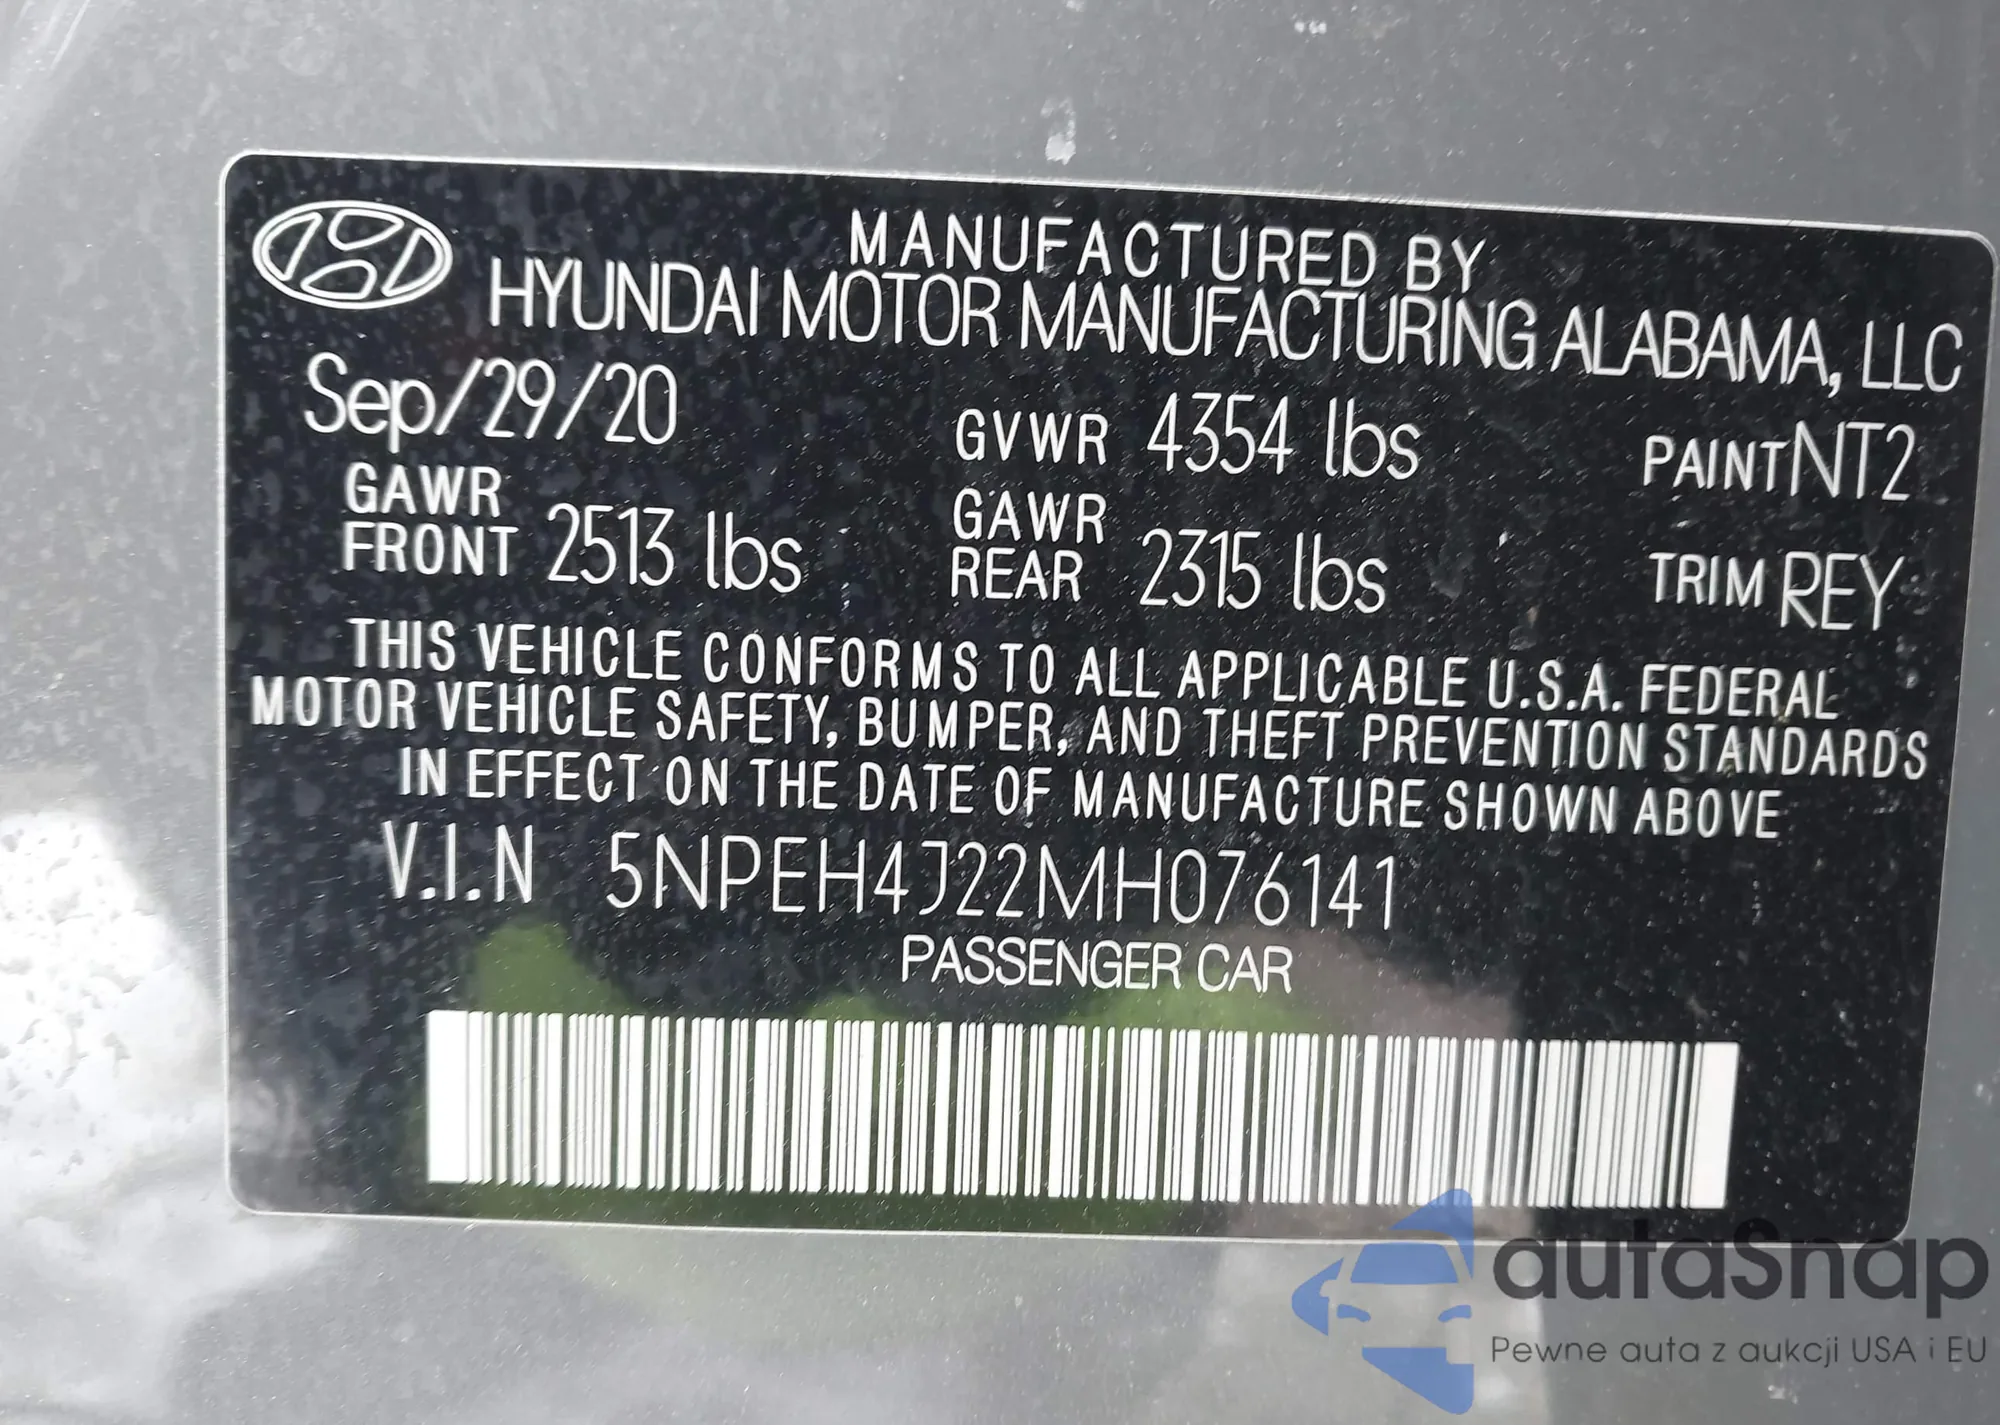 MANUFACTURED BY
HYUNDAI MOTOR MANUFACTURING ALABAMA, LLC
Sep/29/20 GVWR 4354 lbs PAINT NT2
GAWR FRONT 2513 lbs GAWR REAR 2315 lbs TRIM REY
THIS VEHICLE CONFORMS TO ALL APPLICABLE U.S.A. FEDERAL
MOTOR VEHICLE SAFETY, BUMPER, AND THEFT PREVENTION STANDARDS
IN EFFECT ON THE DATE OF MANUFACTURE SHOWN ABOVE
V.I.N 5NPEH4J22MH076141
PASSENGER CAR
autaSnap
Pewne auta z aukcji USA i EU